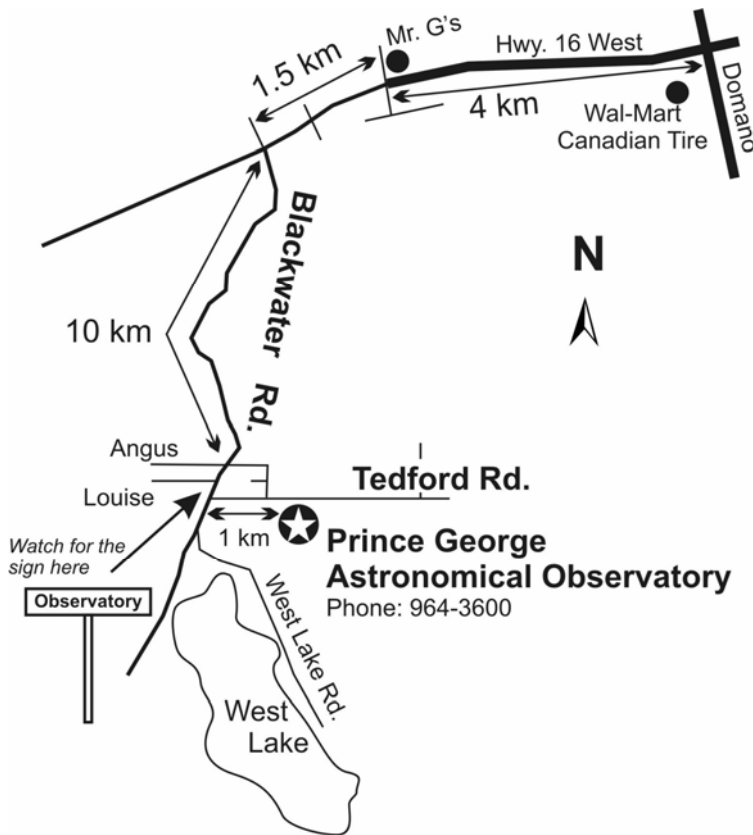 Mr. G's
Hwy. 16 West
1.5 km
4 km
Domano
Wal-Mart
Canadian Tire
N
Blackwater Rd.
10 km
Angus
Tedford Rd.
Louise
1 km
Watch for the
sign here
Prince George
Astronomical Observatory
Phone: 964-3600
Observatory
West Lake Rd.
West
Lake